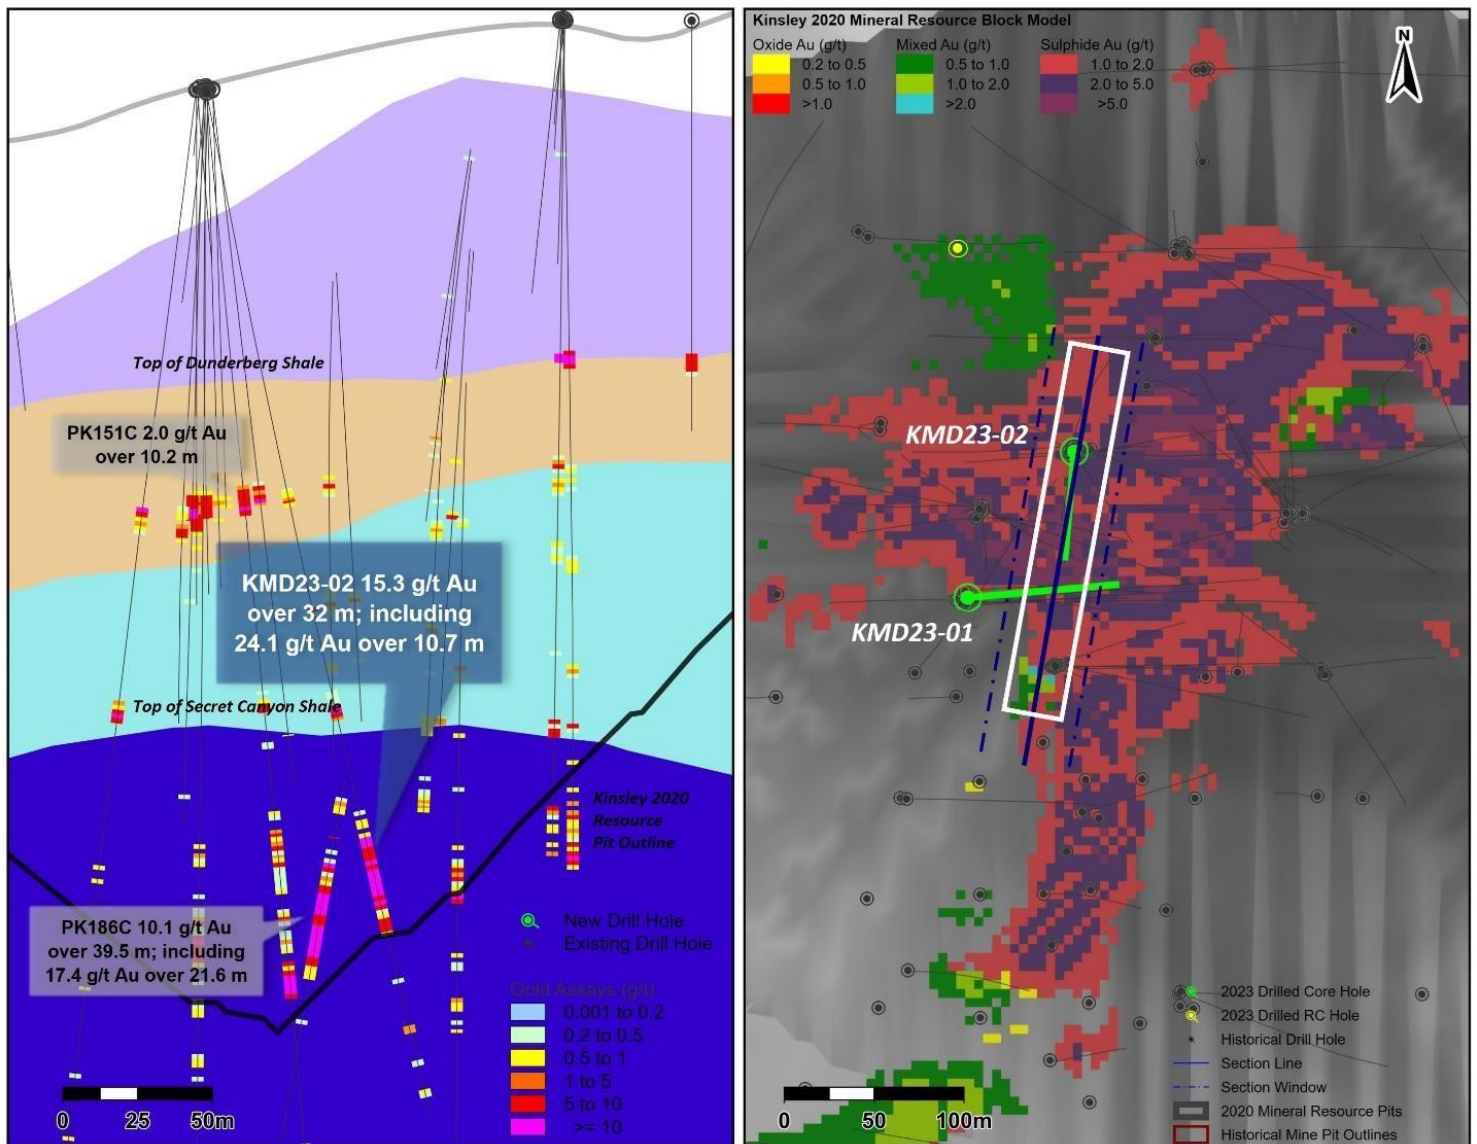 Top of Dunderberg Shale
PK151C 2.0 g/t Au
over 10.2 m
KMD23-02 15.3 g/t Au
over 32 m; including
24.1 g/t Au over 10.7 m
Top of Secret Canyon Shale
Kinsley 2020
Resource
Pit Outline
PK186C 10.1 g/t Au
over 39.5 m; including
17.4 g/t Au over 21.6 m
New Drill Hole
Existing Drill Hole
Gold Assays (g/t)
0.001 to 0.2
0.2 to 0.5
0.5 to 1
1 to 5
5 to 10
>= 10
0 25 50m
Kinsley 2020 Mineral Resource Block Model
Oxide Au (g/t)
0.2 to 0.5
0.5 to 1.0
>1.0
Mixed Au (g/t)
0.5 to 1.0
1.0 to 2.0
>2.0
Sulphide Au (g/t)
1.0 to 2.0
2.0 to 5.0
>5.0
N
KMD23-02
KMD23-01
2023 Drilled Core Hole
2023 Drilled RC Hole
Historical Drill Hole
Section Line
Section Window
2020 Mineral Resource Pits
Historical Mine Pit Outlines
0 50 100m